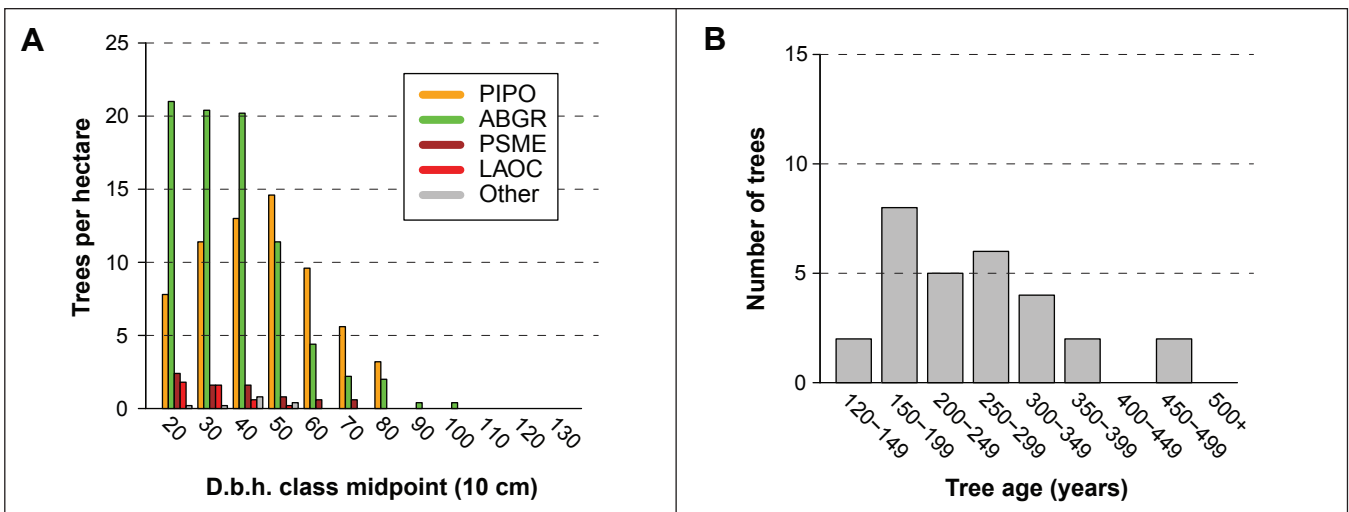 A
25
20
15
10
5
0
Trees per hectare
PIPO
ABGR
PSME
LAOC
Other
20 30 40 50 60 70 80 90 100 110 120 130
D.b.h. class midpoint (10 cm)
B
15
10
5
0
Number of trees
120–149 150–199 200–249 250–299 300–349 350–399 400–449 450–499 500+
Tree age (years)